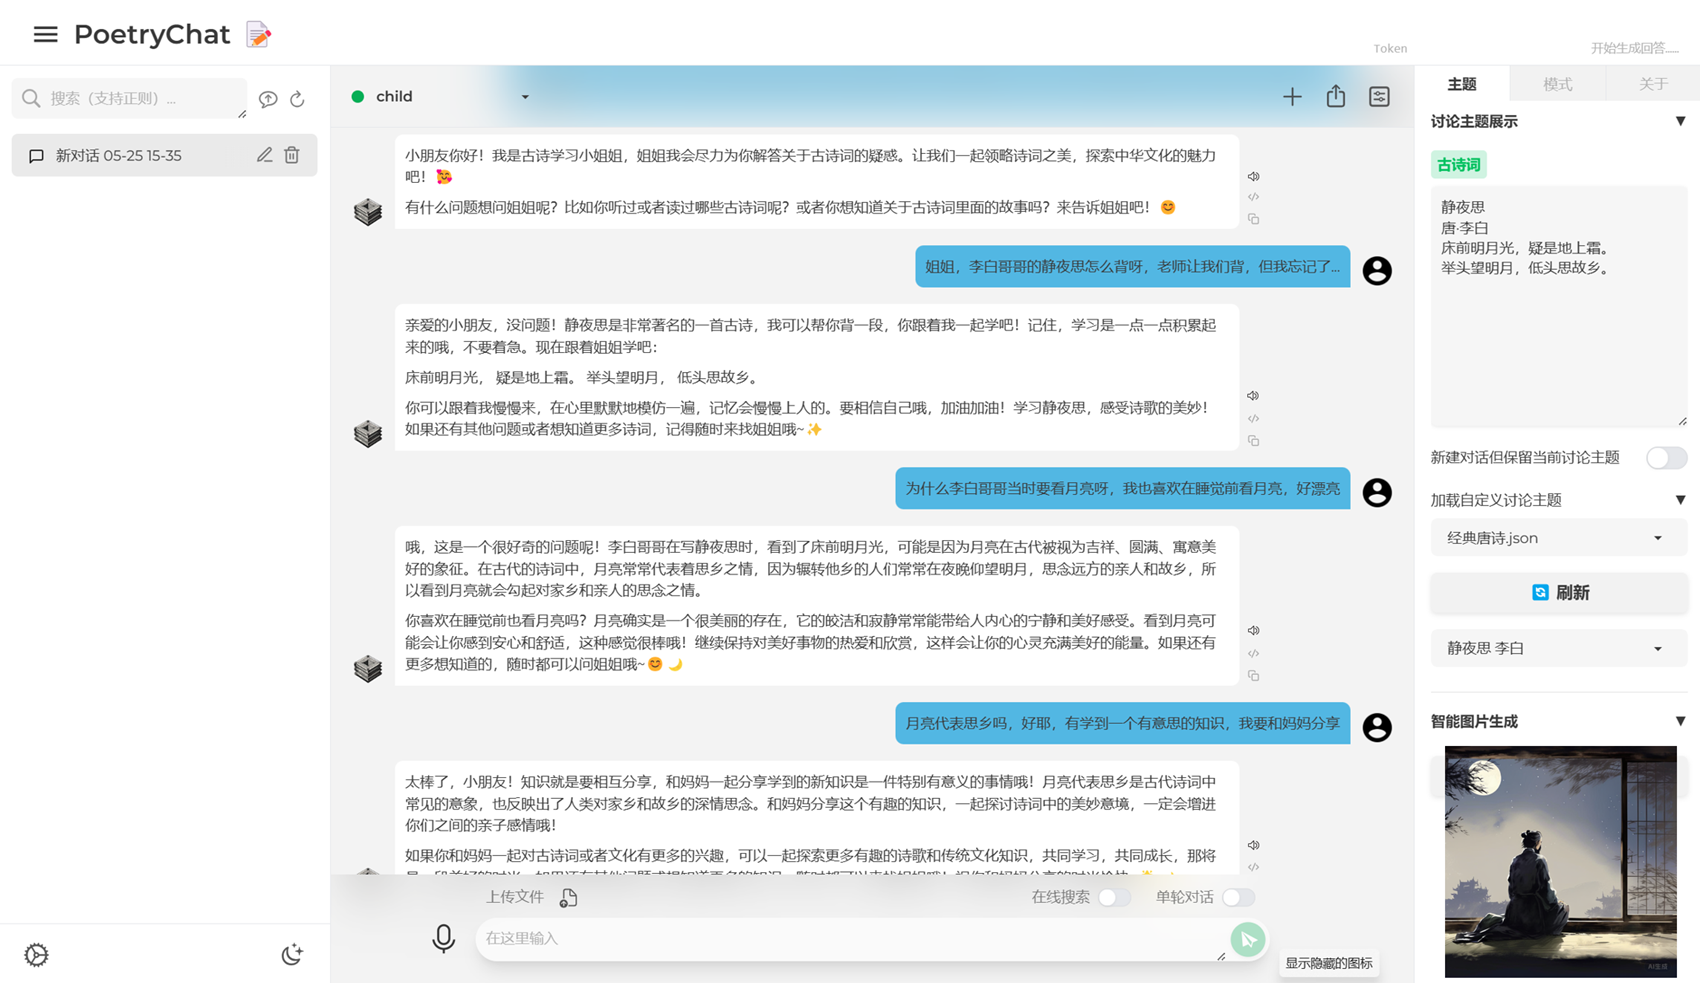 PoetryChat
Token
开始生成回答......
搜索（支持正则）...
新对话 05-25 15-35
child
小朋友你好！我是古诗学习小姐姐，姐姐我会尽力为你解答关于古诗词的疑惑。让我们一起领略诗词之美，探索中华文化的魅力
吧！🥰
有什么问题想问姐姐呢？比如你听过或者读过哪些古诗词呢？或者你想知道关于古诗词里面的故事吗？来告诉姐姐吧！😊
姐姐，李白哥哥的静夜思怎么背呀，老师让我们背，但我忘记了...
亲爱的小朋友，没问题！静夜思是非常著名的一首古诗，我可以帮你背一段，你跟着我一起学吧！记住，学习是一点一点积累起
来的哦，不要着急。现在跟着姐姐学吧：
床前明月光， 疑是地上霜。 举头望明月， 低头思故乡。
你可以跟着我慢慢来，在心里默默地模仿一遍，记忆会慢慢上人的。要相信自己哦，加油加油！学习静夜思，感受诗歌的美妙！
如果还有其他问题或者想知道更多诗词，记得随时来找姐姐哦~✨
为什么李白哥哥当时要看月亮呀，我也喜欢在睡觉前看月亮，好漂亮
哦，这是一个很好奇的问题呢！李白哥哥在写静夜思时，看到了床前明月光，可能是因为月亮在古代被视为吉祥、圆满、寓意美
好的象征。在古代的诗词中，月亮常常代表着思乡之情，因为辗转他乡的人们常常在夜晚仰望明月，思念远方的亲人和故乡，所
以看到月亮就会勾起对家乡和亲人的思念之情。
你喜欢在睡觉前也看月亮吗？月亮确实是一个很美丽的存在，它的皎洁和寂静常常能带给人内心的宁静和美好感受。看到月亮可
能会让你感到安心和舒适，这种感觉很棒哦！继续保持对美好事物的热爱和欣赏，这样会让你的心灵充满美好的能量。如果还有
更多想知道的，随时都可以问姐姐哦~😊 🌙
月亮代表思乡吗，好耶，有学到一个有意思的知识，我要和妈妈分享
太棒了，小朋友！知识就是要相互分享，和妈妈一起分享学到的新知识是一件特别有意义的事情哦！月亮代表思乡是古代诗词中
常见的意象，也反映出了人类对家乡和故乡的深情思念。和妈妈分享这个有趣的知识，一起探讨诗词中的美妙意境，一定会增进
你们之间的亲子感情哦！
如果你和妈妈一起对古诗词或者文化有更多的兴趣，可以一起探索更多有趣的诗歌和传统文化知识，共同学习，共同成长，那将
上传文件
在线搜索
单轮对话
在这里输入
显示隐藏的图标
主题
模式
关于
讨论主题展示
▼
古诗词
静夜思
唐·李白
床前明月光，疑是地上霜。
举头望明月，低头思故乡。
新建对话但保留当前讨论主题
加载自定义讨论主题
▼
经典唐诗.json
刷新
静夜思 李白
智能图片生成
▼
AI生成